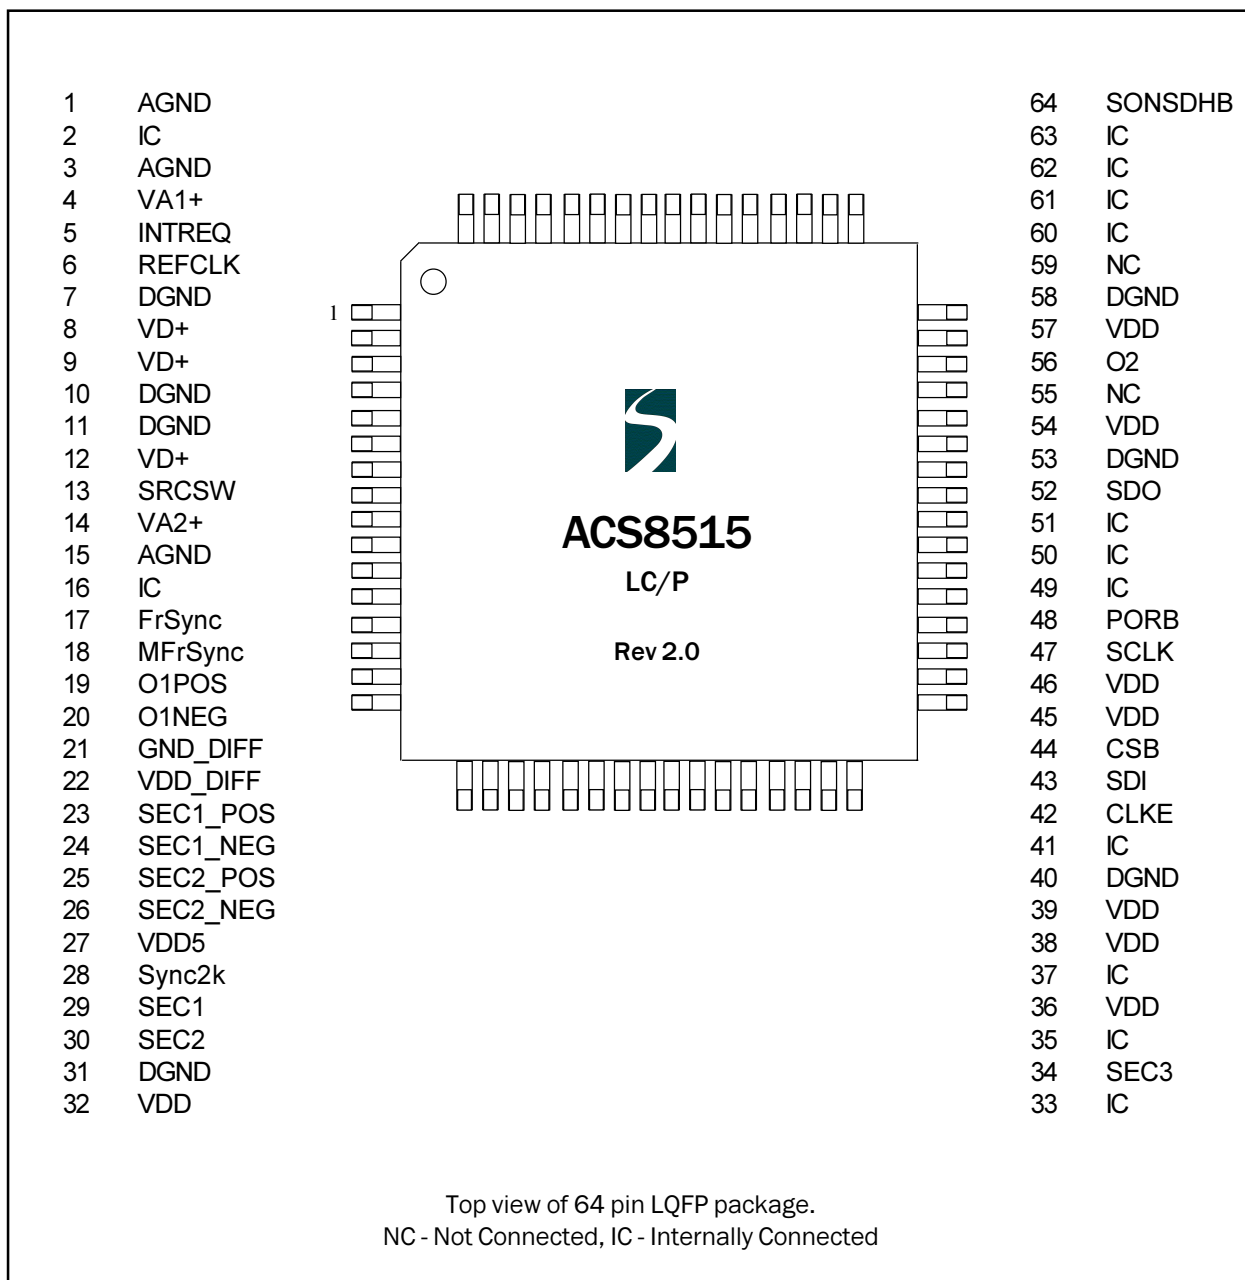 1 AGND
2 IC
3 AGND
4 VA1+
5 INTREQ
6 REFCLK
7 DGND
8 VD+
9 VD+
10 DGND
11 DGND
12 VD+
13 SRCSW
14 VA2+
15 AGND
16 IC
17 FrSync
18 MFrSync
19 O1POS
20 O1NEG
21 GND_DIFF
22 VDD_DIFF
23 SEC1_POS
24 SEC1_NEG
25 SEC2_POS
26 SEC2_NEG
27 VDD5
28 Sync2k
29 SEC1
30 SEC2
31 DGND
32 VDD
1
ACS8515
LC/P
Rev 2.0
64 SONSDHB
63 IC
62 IC
61 IC
60 IC
59 NC
58 DGND
57 VDD
56 O2
55 NC
54 VDD
53 DGND
52 SDO
51 IC
50 IC
49 IC
48 PORB
47 SCLK
46 VDD
45 VDD
44 CSB
43 SDI
42 CLKE
41 IC
40 DGND
39 VDD
38 VDD
37 IC
36 VDD
35 IC
34 SEC3
33 IC
Top view of 64 pin LQFP package.
NC - Not Connected, IC - Internally Connected